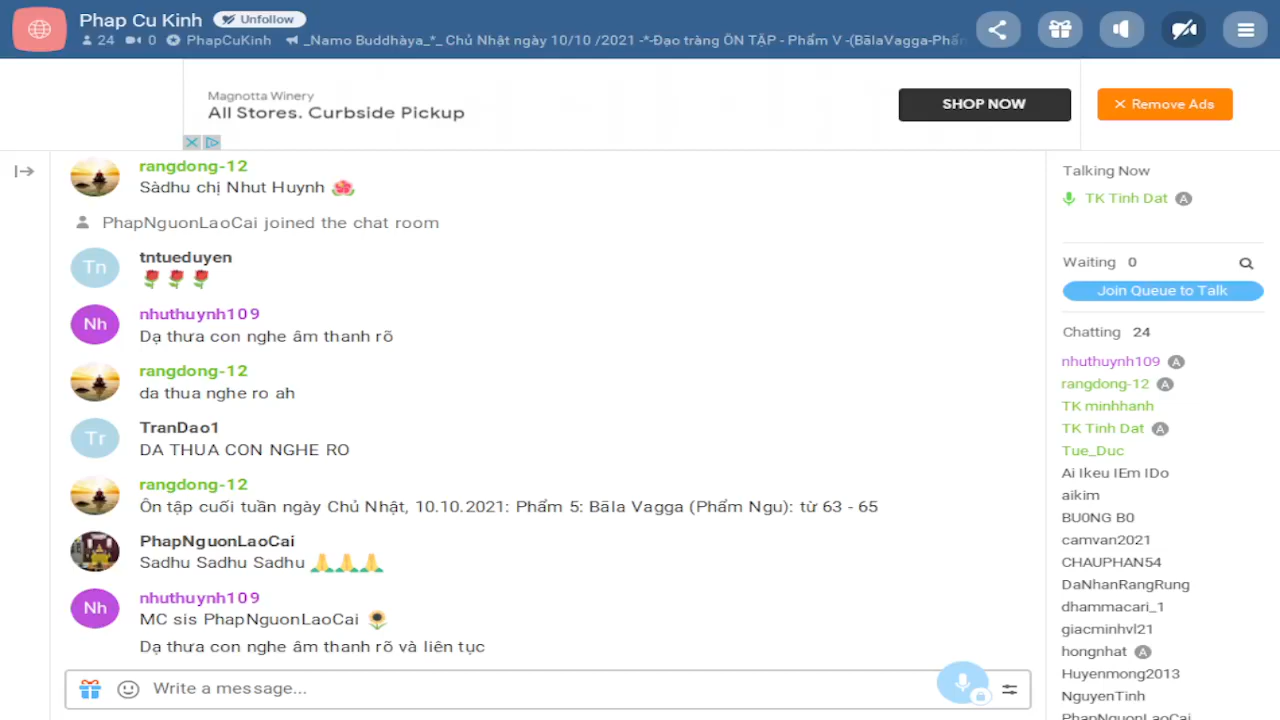 Phap Cu Kinh Unfollow
24 0 PhapCuKinh _Namo Buddhàya_*_ Chủ Nhật ngày 10/10 /2021 -*-Đạo tràng ÔN TẬP - Phẩm V -(BālaVagga-Phẩn
Magnotta Winery
All Stores. Curbside Pickup
SHOP NOW
Remove Ads
rangdong-12
Sàdhu chị Nhut Huynh
PhapNguonLaoCai joined the chat room
Tn
tntueduyen
Nh
nhuthuynh109
Dạ thưa con nghe âm thanh rõ
rangdong-12
da thua nghe ro ah
Tr
TranDao1
DA THUA CON NGHE RO
rangdong-12
Ôn tập cuối tuần ngày Chủ Nhật, 10.10.2021: Phẩm 5: Bāla Vagga (Phẩm Ngu): từ 63 - 65
PhapNguonLaoCai
Sadhu Sadhu Sadhu
Nh
nhuthuynh109
MC sis PhapNguonLaoCai
Dạ thưa con nghe âm thanh rõ và liên tục
Write a message...
Talking Now
TK Tinh Dat A
Waiting 0
Join Queue to Talk
Chatting 24
nhuthuynh109 A
rangdong-12 A
TK minhhanh
TK Tinh Dat A
Tue_Duc
Ai Ikeu IEm IDo
aikim
BU0NG B0
camvan2021
CHAUPHAN54
DaNhanRangRung
dhammacari_1
giacminhvl21
hongnhat A
Huyenmong2013
NguyenTinh
PhapNguonLaoCai